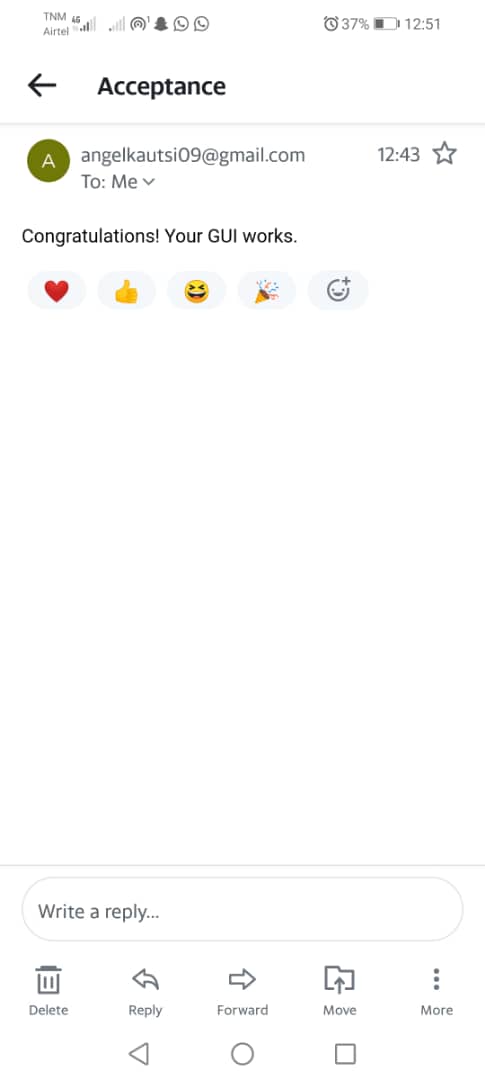 TNM 4G
Airtel
37% 12:51
Acceptance
A
angelkautsi09@gmail.com 12:43
To: Me
Congratulations! Your GUI works.
Write a reply...
Delete Reply Forward Move More